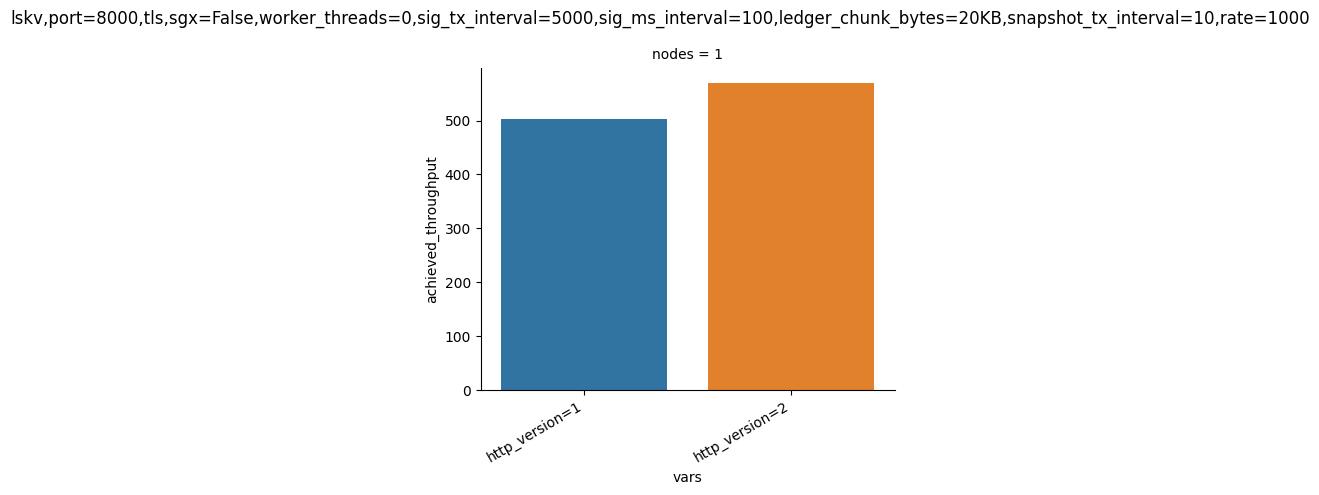 lskv,port=8000,tls,sgx=False,worker_threads=0,sig_tx_interval=5000,sig_ms_interval=100,ledger_chunk_bytes=20KB,snapshot_tx_interval=10,rate=1000
nodes = 1
achieved_throughput
500
400
300
200
100
0
http_version=1
http_version=2
vars